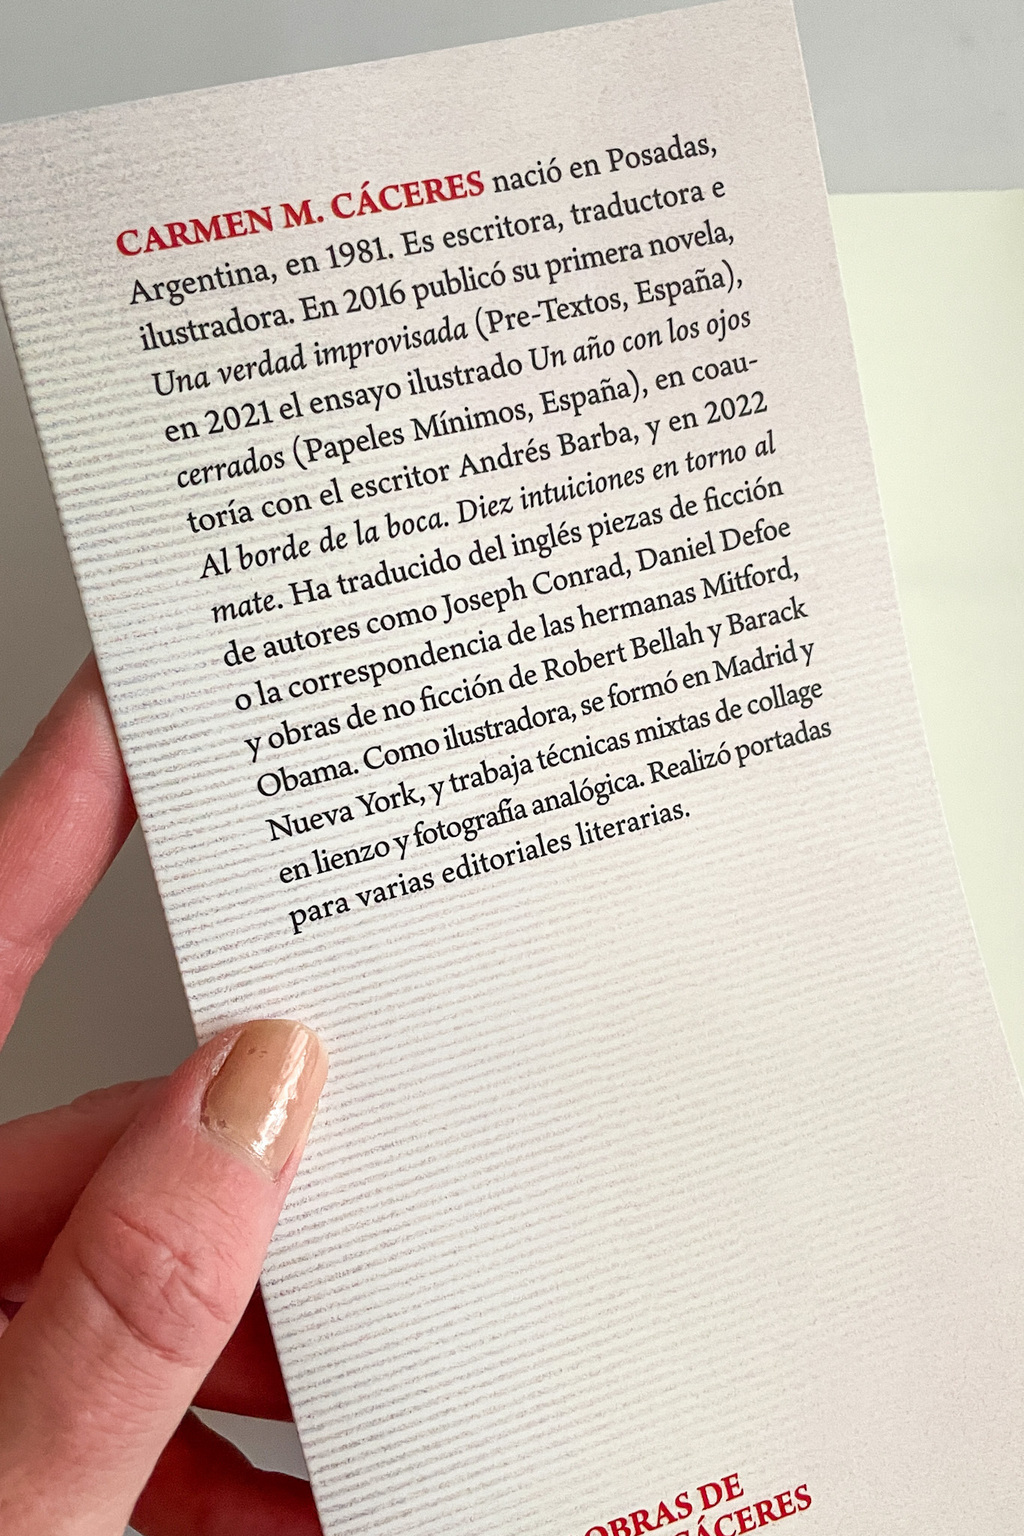 CARMEN M. CÁCERES nació en Posadas,
Argentina, en 1981. Es escritora, traductora e
ilustradora. En 2016 publicó su primera novela,
Una verdad improvisada (Pre-Textos, España),
en 2021 el ensayo ilustrado Un año con los ojos
cerrados (Papeles Mínimos, España), en coau-
toría con el escritor Andrés Barba, y en 2022
Al borde de la boca. Diez intuiciones en torno al
mate. Ha traducido del inglés piezas de ficción
de autores como Joseph Conrad, Daniel Defoe
o la correspondencia de las hermanas Mitford,
y obras de no ficción de Robert Bellah y Barack
Obama. Como ilustradora, se formó en Madrid y
Nueva York, y trabaja técnicas mixtas de collage
en lienzo y fotografía analógica. Realizó portadas
para varias editoriales literarias.
OBRAS DE
CÁCERES